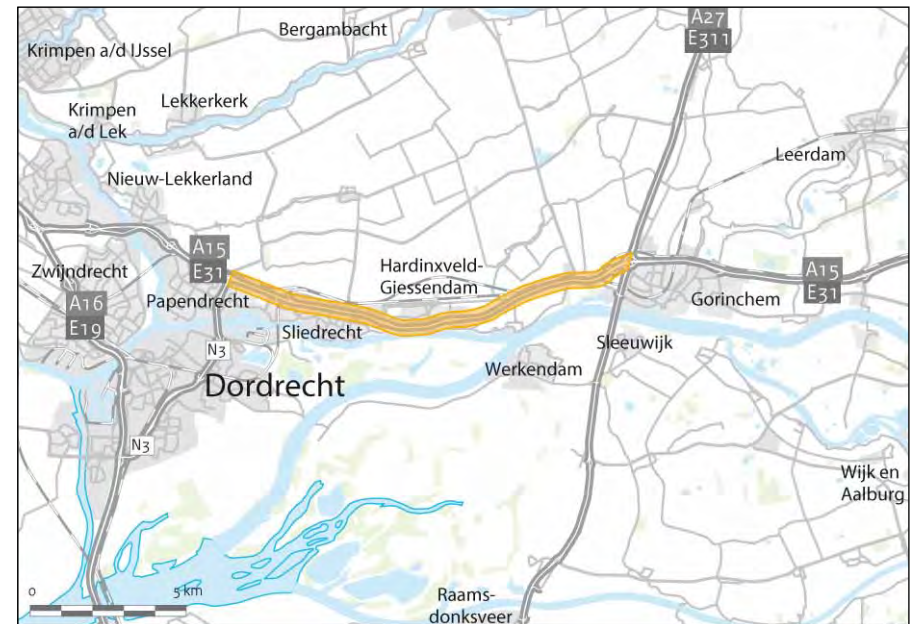 A27
E311
Bergambacht
Krimpen a/d IJssel
Lekkerkerk
Krimpen
a/d Lek
Leerdam
Nieuw-Lekkerland
A15
E31
Hardinxveld-
Giessendam
Zwijndrecht
A15
E31
A16
E19
Papendrecht
Gorinchem
Sliedrecht
N3
Sleeuwijk
Werkendam
Dordrecht
N3
Wijk en
Aalburg
0
5 km
Raams-
donksveer